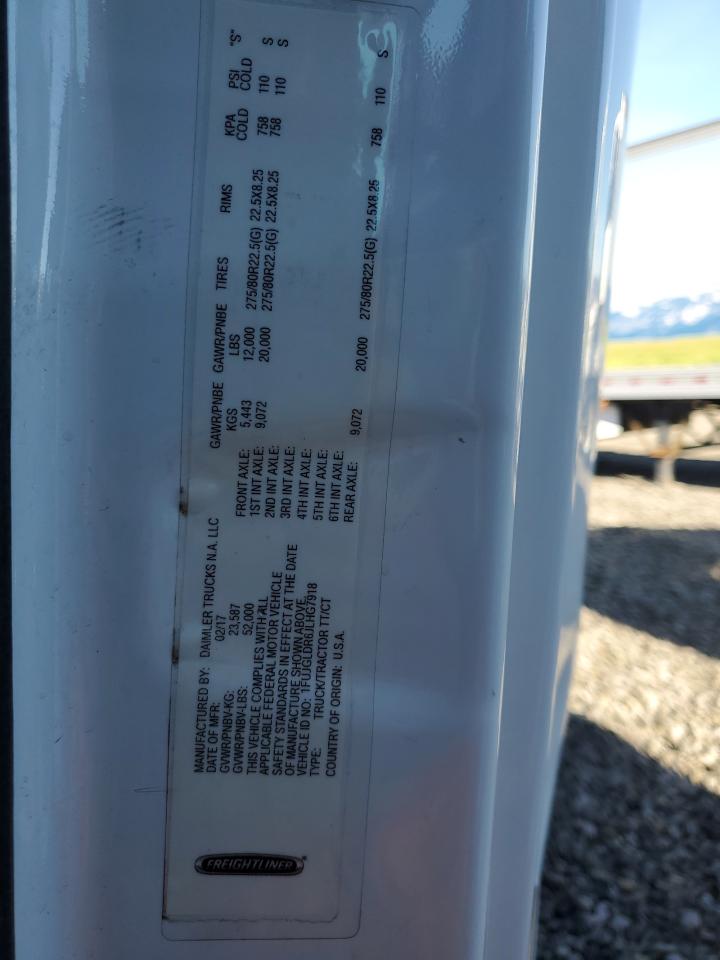 FREIGHTLINER
MANUFACTURED BY: DAIMLER TRUCKS N.A. LLC
DATE OF MFR: 02/17
GVWR/PNBV-KG: 23,587
GVWR/PNBV-LBS: 52,000
THIS VEHICLE COMPLIES WITH ALL
APPLICABLE FEDERAL MOTOR VEHICLE
SAFETY STANDARDS IN EFFECT AT THE DATE
OF MANUFACTURE SHOWN ABOVE.
VEHICLE ID NO: 1FUJGLDR6JLHG7918
TYPE: TRUCK/TRACTOR TT/CT
COUNTRY OF ORIGIN: U.S.A.
GAWR/PNBE GAWR/PNBE TIRES RIMS KPA PSI "S"
KGS LBS COLD COLD
FRONT AXLE: 5,443 12,000 275/80R22.5(G) 22.5X8.25 758 110 S
1ST INT AXLE: 9,072 20,000 275/80R22.5(G) 22.5X8.25 758 110 S
2ND INT AXLE:
3RD INT AXLE:
4TH INT AXLE:
5TH INT AXLE:
6TH INT AXLE:
REAR AXLE: 9,072 20,000 275/80R22.5(G) 22.5X8.25 758 110 S